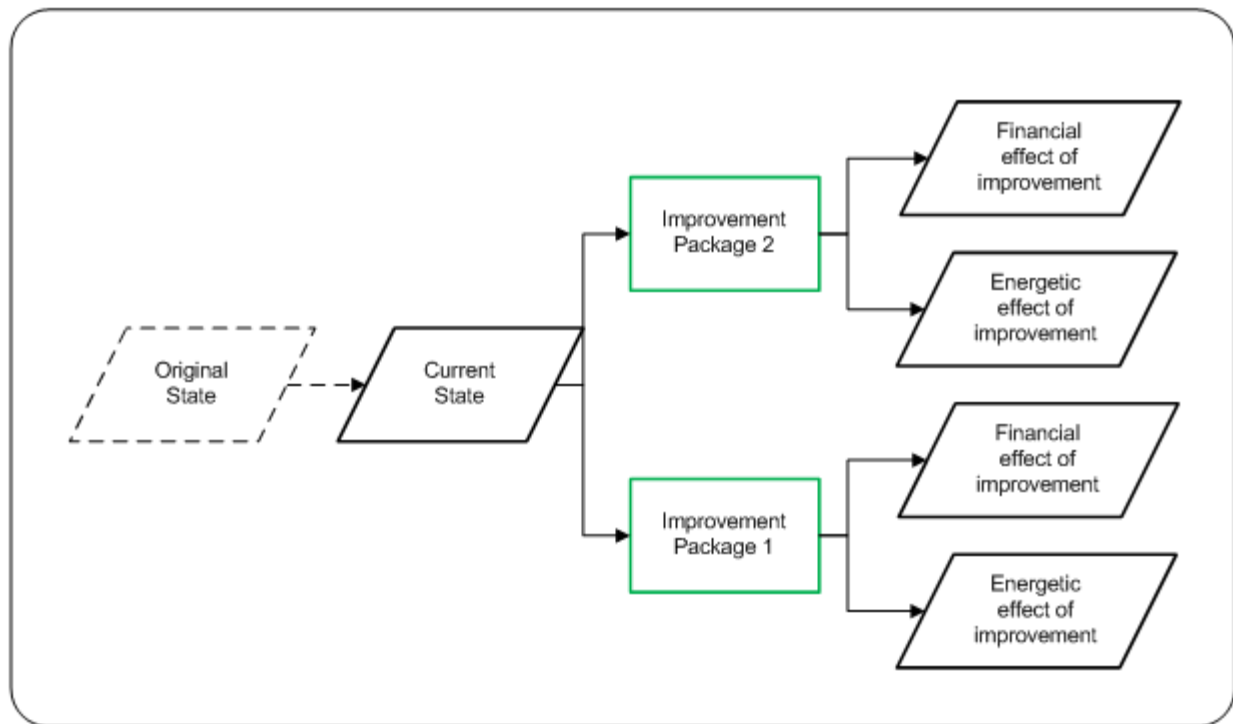 Original
State
Current
State
Improvement
Package 2
Financial
effect of
improvement
Energetic
effect of
improvement
Improvement
Package 1
Financial
effect of
improvement
Energetic
effect of
improvement